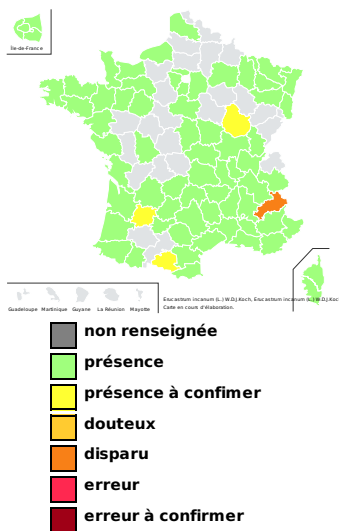 Île-de-France
Guadeloupe Martinique Guyane La Réunion Mayotte
Erucastrum incanum (L.) W.D.J.Koch, Erucastrum incanum (L.) W.D.J.Koch
Carte en cours d'élaboration.
non renseignée
présence
présence à confimer
douteux
disparu
erreur
erreur à confirmer